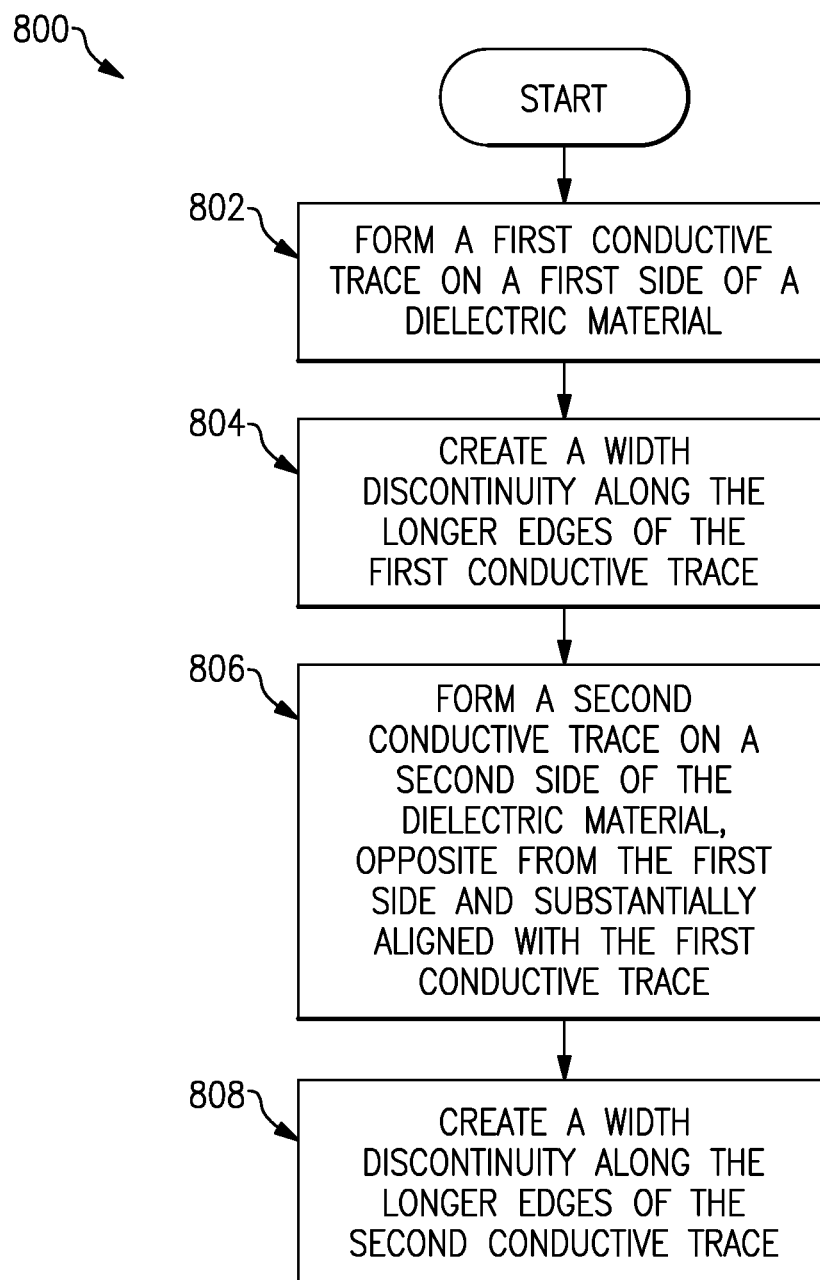 800
START
802
FORM A FIRST CONDUCTIVE
TRACE ON A FIRST SIDE OF A
DIELECTRIC MATERIAL
804
CREATE A WIDTH
DISCONTINUITY ALONG THE
LONGER EDGES OF THE
FIRST CONDUCTIVE TRACE
806
FORM A SECOND
CONDUCTIVE TRACE ON A
SECOND SIDE OF THE
DIELECTRIC MATERIAL,
OPPOSITE FROM THE FIRST
SIDE AND SUBSTANTIALLY
ALIGNED WITH THE FIRST
CONDUCTIVE TRACE
808
CREATE A WIDTH
DISCONTINUITY ALONG THE
LONGER EDGES OF THE
SECOND CONDUCTIVE TRACE